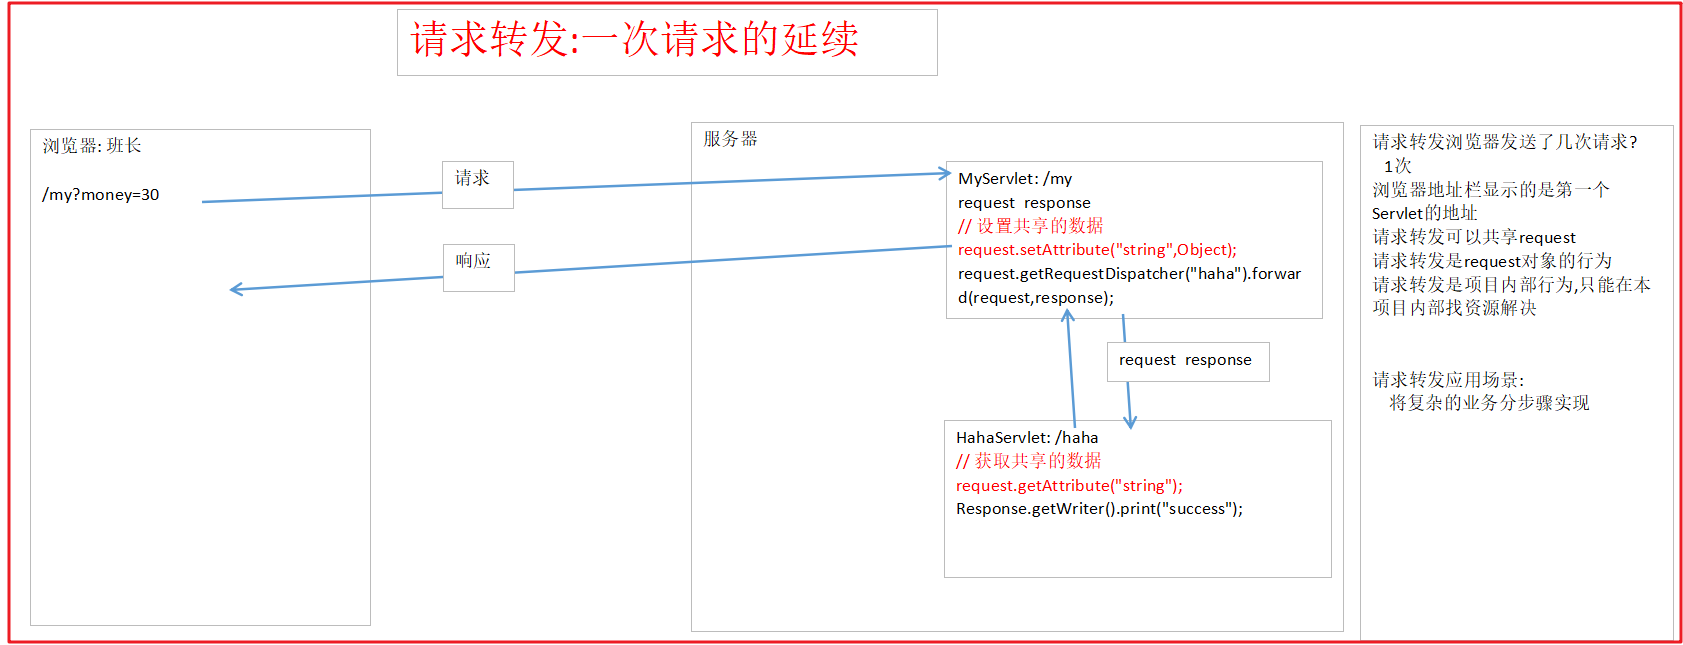 请求转发:一次请求的延续
浏览器: 班长
/my?money=30
请求
响应
服务器
MyServlet: /my
request  response
// 设置共享的数据
request.setAttribute("string",Object);
request.getRequestDispatcher("haha").forwar
d(request,response);
request  response
HahaServlet: /haha
// 获取共享的数据
request.getAttribute("string");
Response.getWriter().print("success");
请求转发浏览器发送了几次请求?
1次
浏览器地址栏显示的是第一个
Servlet的地址
请求转发可以共享request
请求转发是request对象的行为
请求转发是项目内部行为,只能在本
项目内部找资源解决
请求转发应用场景:
将复杂的业务分步骤实现